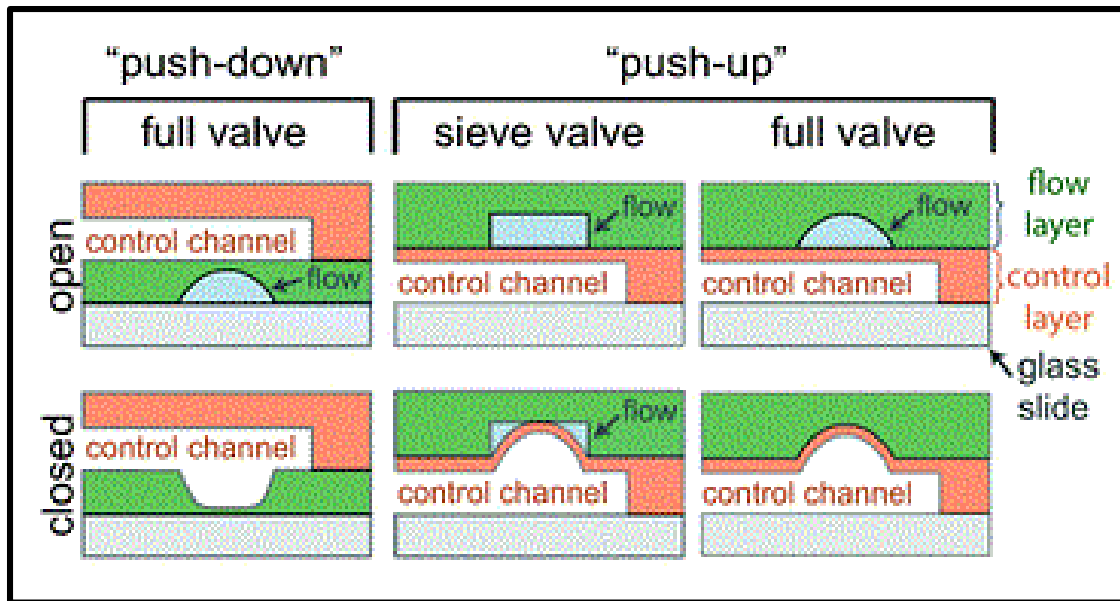 "push-down"
"push-up"
full valve
sieve valve
full valve
open
control channel
flow
flow
control channel
flow
control channel
flow
layer
control
layer
glass
slide
closed
control channel
flow
control channel
control channel